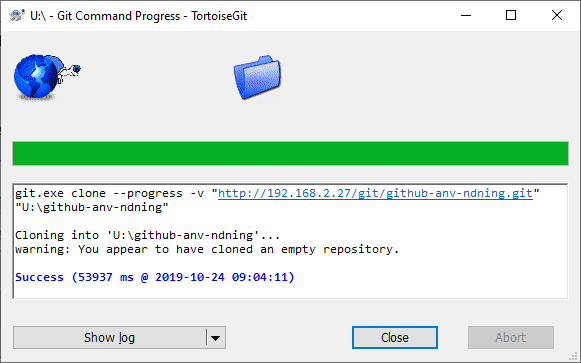 U:\ - Git Command Progress - TortoiseGit
git.exe clone --progress -v "http://192.168.2.27/git/github-anv-ndning.git"
"U:\github-anv-ndning"
Cloning into 'U:\github-anv-ndning'...
warning: You appear to have cloned an empty repository.
Success (53937 ms @ 2019-10-24 09:04:11)
Show log
Close
Abort